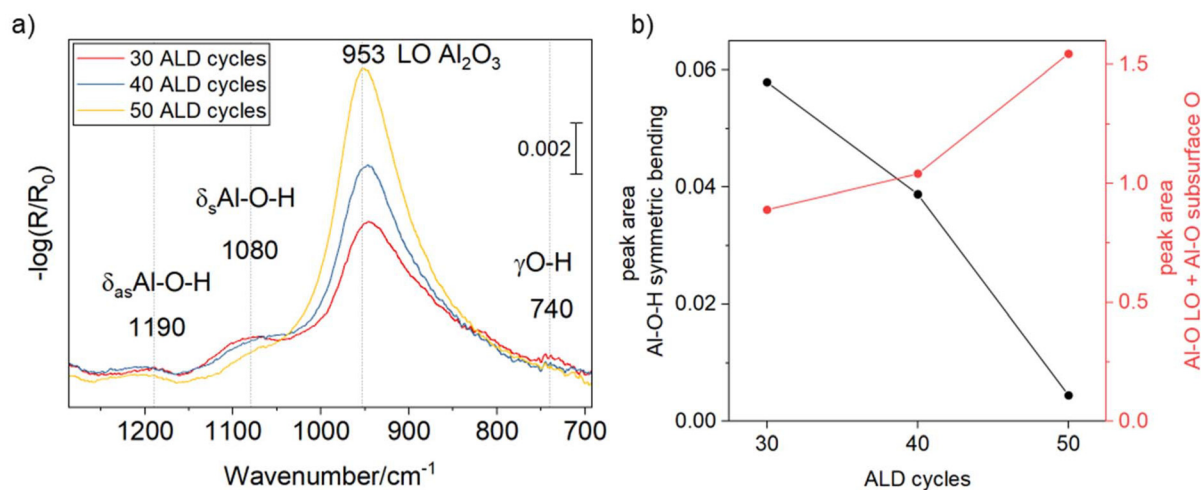 a)
30 ALD cycles
40 ALD cycles
50 ALD cycles
953 LO Al₂O₃
0.002
δₛAl-O-H
1080
δₐₛAl-O-H
1190
γO-H
740
-log(R/R₀)
1200 1100 1000 900 800 700
Wavenumber/cm⁻¹
b)
0.06
0.04
0.02
0.00
peak area
Al-O-H symmetric bending
30 40 50
ALD cycles
1.5
1.0
0.5
0.0
peak area
Al-O LO + Al-O subsurface O